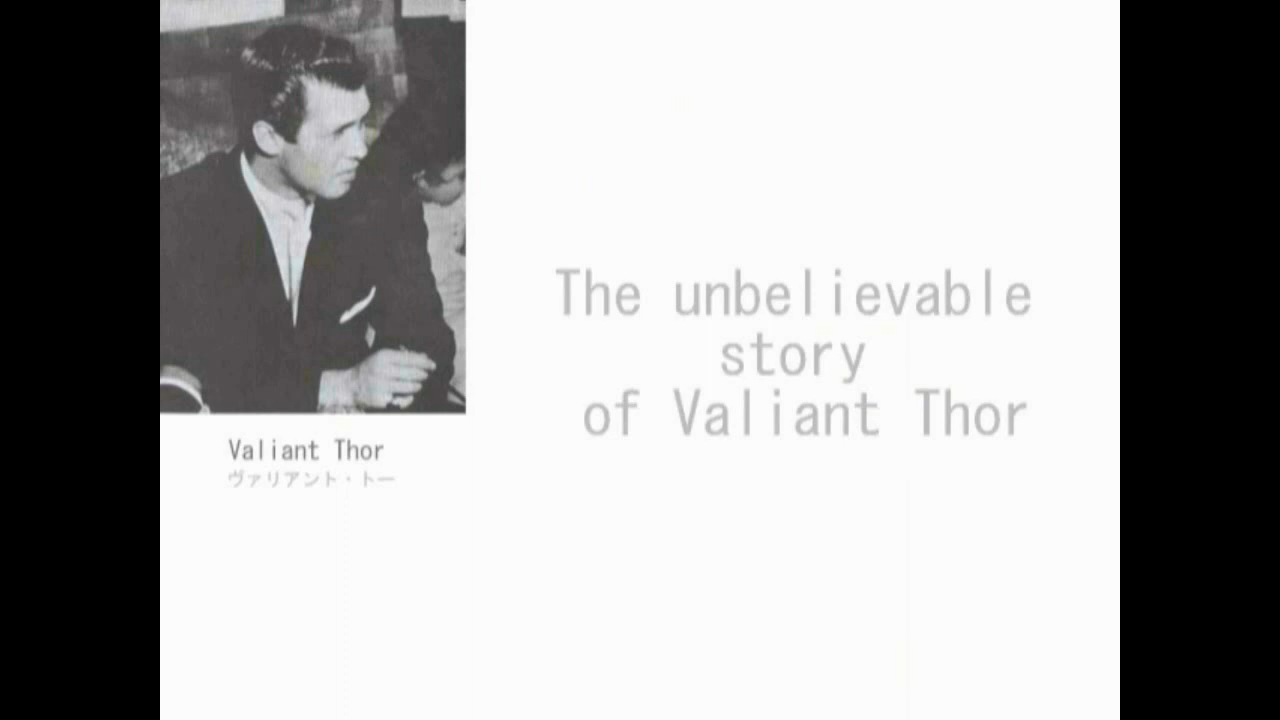 Valiant Thor
ヴァリアント・トー
The unbelievable
story
of Valiant Thor